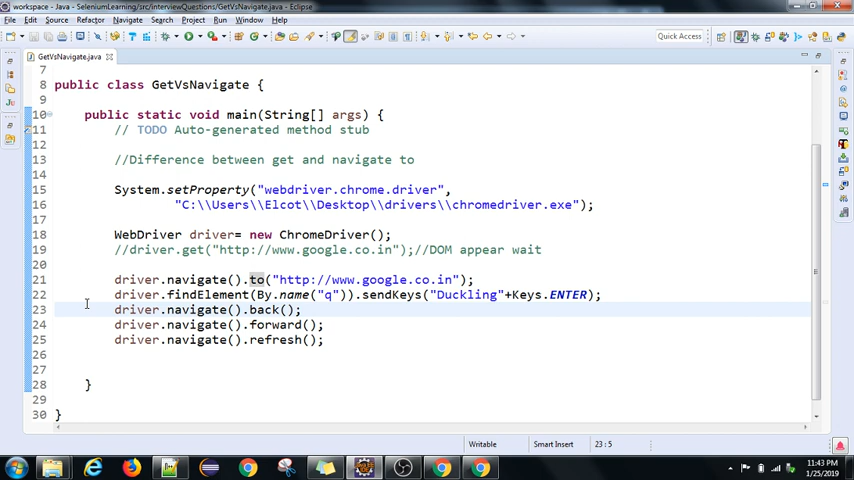 workspace - Java - SeleniumLearning/src/interviewQuestions/GetVsNavigate.java - Eclipse
File Edit Source Refactor Navigate Search Project Run Window Help
Quick Access
GetVsNavigate.java
7
8 public class GetVsNavigate {
9
10 public static void main(String[] args) {
11 // TODO Auto-generated method stub
12
13 //Difference between get and navigate to
14
15 System.setProperty("webdriver.chrome.driver",
16 "C:\\Users\\Elcot\\Desktop\\drivers\\chromedriver.exe");
17
18 WebDriver driver= new ChromeDriver();
19 //driver.get("http://www.google.co.in");//DOM appear wait
20
21 driver.navigate().to("http://www.google.co.in");
22 driver.findElement(By.name("q")).sendKeys("Duckling"+Keys.ENTER);
23 driver.navigate().back();
24 driver.navigate().forward();
25 driver.navigate().refresh();
26
27
28 }
29
30 }
Writable Smart Insert 23 : 5
11:43 PM
1/25/2019